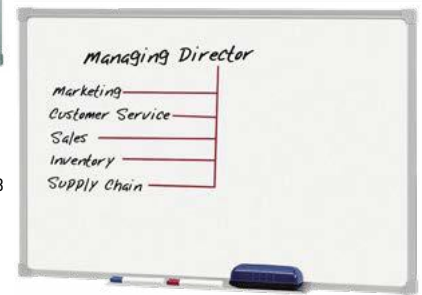 managing Director
marketing
Customer Service
Sales
Inventory
Supply Chain